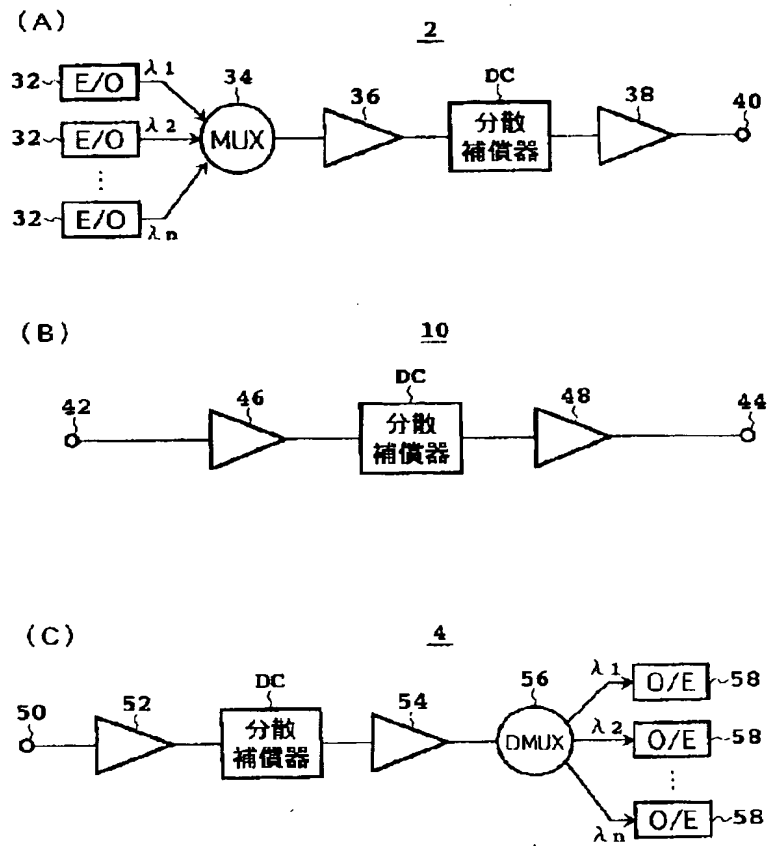 (A)
2
32 E/O λ1
32 E/O λ2
⋮
32 E/O λn
34
MUX
36
DC
分散
補償器
38
40
(B)
10
42
46
DC
分散
補償器
48
44
(C)
4
50
52
DC
分散
補償器
54
56
DMUX
λ1 O/E 58
λ2 O/E 58
⋮
λn O/E 58